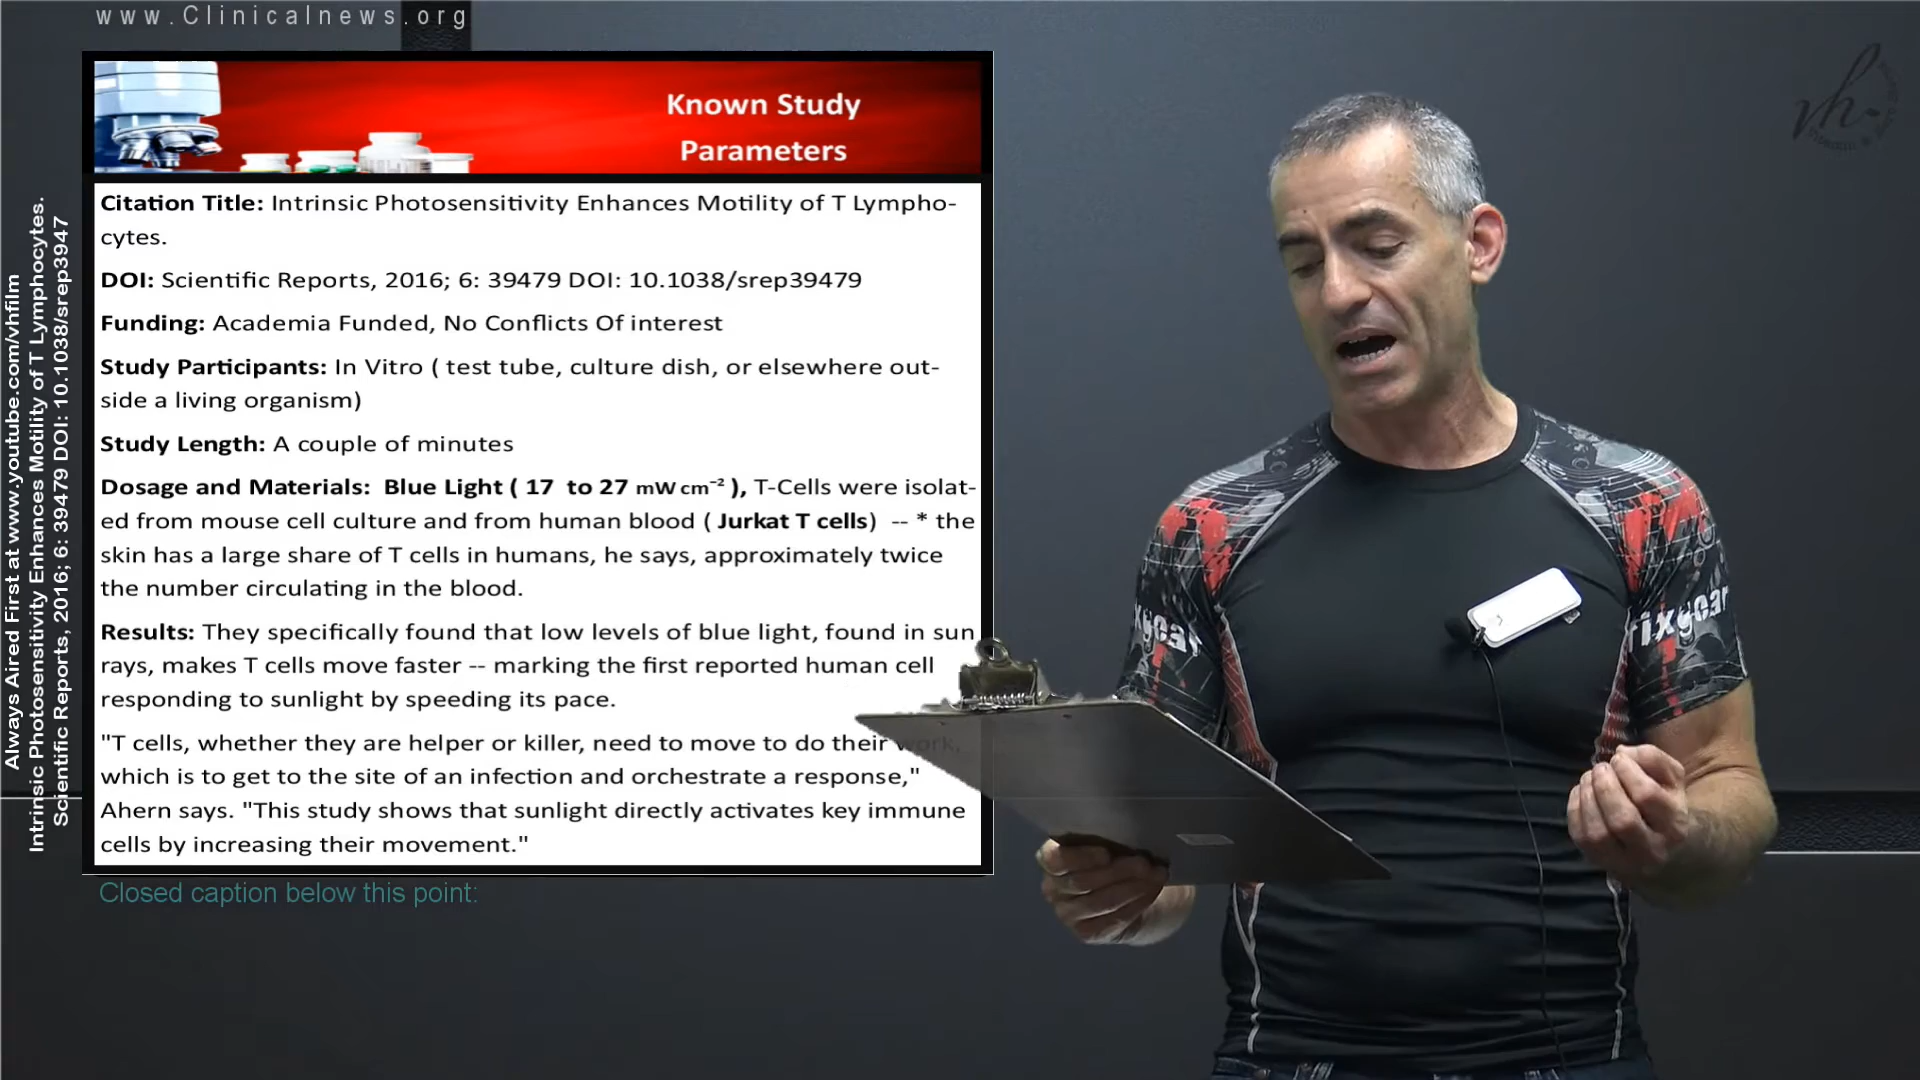 www.Clinicalnews.org
Known Study
Parameters
Citation Title: Intrinsic Photosensitivity Enhances Motility of T Lympho-
cytes.
DOI: Scientific Reports, 2016; 6: 39479 DOI: 10.1038/srep39479
Funding: Academia Funded, No Conflicts Of interest
Study Participants: In Vitro ( test tube, culture dish, or elsewhere out-
side a living organism)
Study Length: A couple of minutes
Dosage and Materials: Blue Light ( 17 to 27 mW cm⁻² ), T-Cells were isolat-
ed from mouse cell culture and from human blood ( Jurkat T cells) -- * the
skin has a large share of T cells in humans, he says, approximately twice
the number circulating in the blood.
Results: They specifically found that low levels of blue light, found in sun
rays, makes T cells move faster -- marking the first reported human cell
responding to sunlight by speeding its pace.
"T cells, whether they are helper or killer, need to move to do their work,
which is to get to the site of an infection and orchestrate a response,"
Ahern says. "This study shows that sunlight directly activates key immune
cells by increasing their movement."
Closed caption below this point:
Always Aired First at www.youtube.com/vhfilm
Intrinsic Photosensitivity Enhances Motility of T Lymphocytes.
Scientific Reports, 2016; 6: 39479 DOI: 10.1038/srep3947
vh